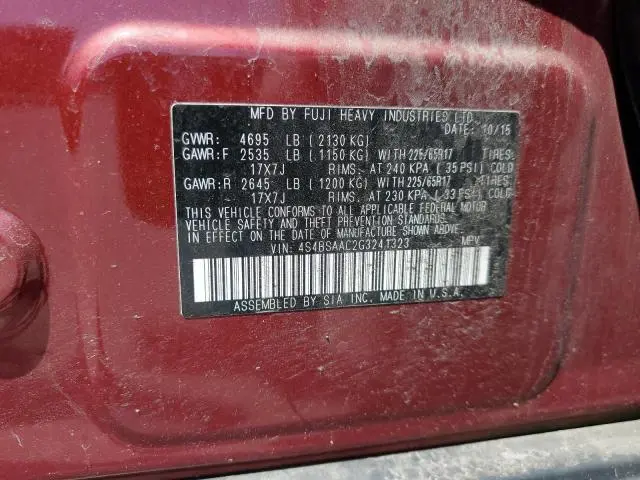 MFD BY FUJI HEAVY INDUSTRIES LTD.
DATE: 10/15
GVWR: 4695 LB ( 2130 KG)
GAWR:F 2535 LB ( 1150 KG) WITH 225/65R17 TIRES.
17X7J RIMS. AT 240 KPA ( 35 PSI) COLD
GAWR:R 2645 LB ( 1200 KG) WITH 225/65R17 TIRES.
17X7J RIMS. AT 230 KPA ( 33 PSI) COLD
THIS VEHICLE CONFORMS TO ALL APPLICABLE FEDERAL MOTOR
VEHICLE SAFETY AND THEFT PREVENTION STANDARDS
IN EFFECT ON THE DATE OF MANUFACTURE SHOWN ABOVE.
VIN: 4S4BSAAC2G3241323 MPV
ASSEMBLED BY SIA INC. MADE IN U.S.A.